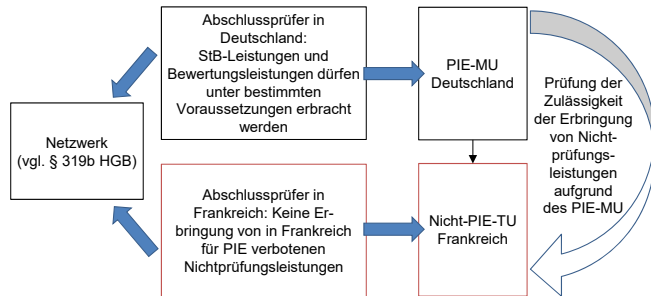 Abschlussprüfer in
Deutschland:
StB-Leistungen und
Bewertungsleistungen dürfen
unter bestimmten
Voraussetzungen erbracht
werden
PIE-MU
Deutschland
Prüfung der
Zulässigkeit
der Erbringung
von Nicht-
prüfungs-
leistungen
aufgrund
des PIE-MU
Netzwerk
(vgl. § 319b HGB)
Abschlussprüfer in
Frankreich: Keine Er-
bringung von in Frankreich
für PIE verbotenen
Nichtprüfungsleistungen
Nicht-PIE-TU
Frankreich